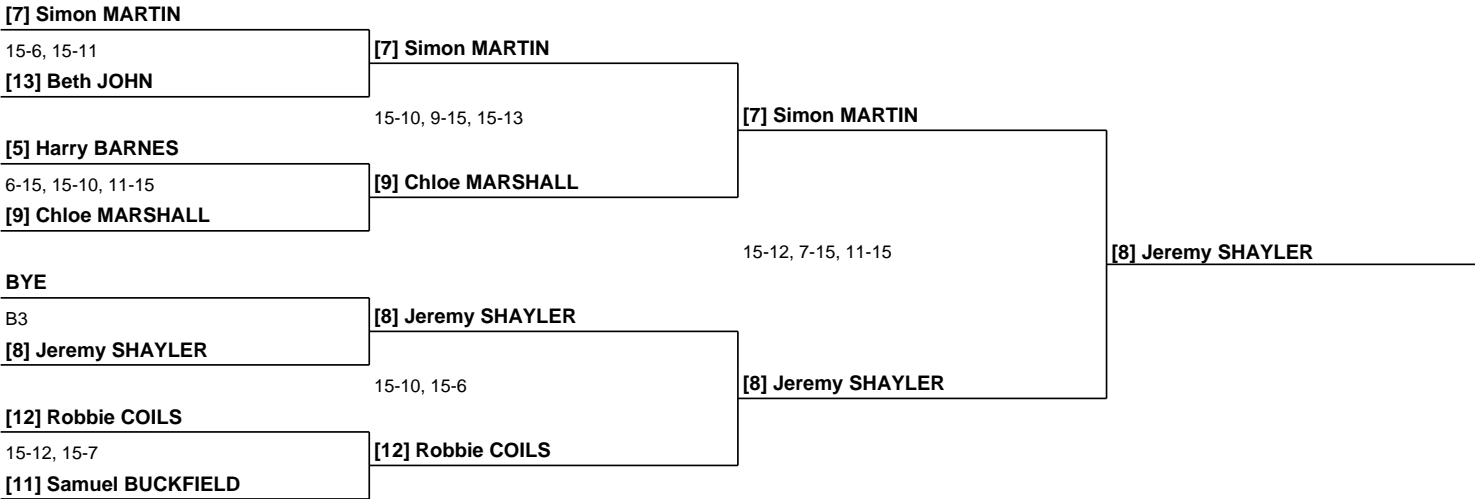 [7] Simon MARTIN
15-6, 15-11
[7] Simon MARTIN
[13] Beth JOHN
15-10, 9-15, 15-13
[7] Simon MARTIN
[5] Harry BARNES
6-15, 15-10, 11-15
[9] Chloe MARSHALL
[9] Chloe MARSHALL
15-12, 7-15, 11-15
[8] Jeremy SHAYLER
BYE
B3
[8] Jeremy SHAYLER
[8] Jeremy SHAYLER
15-10, 15-6
[8] Jeremy SHAYLER
[12] Robbie COILS
15-12, 15-7
[12] Robbie COILS
[11] Samuel BUCKFIELD